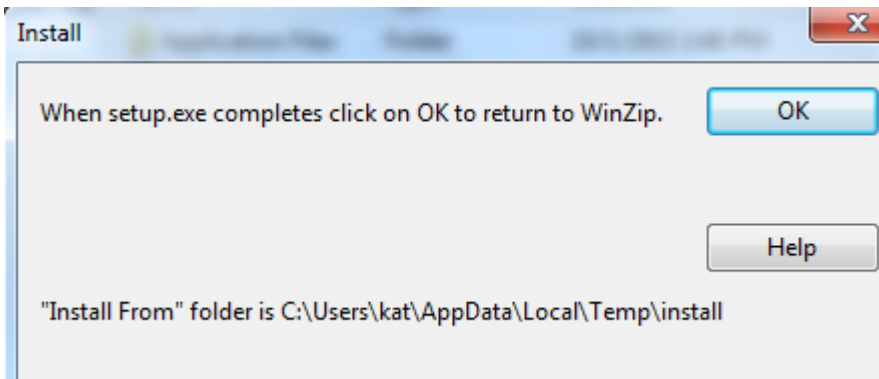 Install
When setup.exe completes click on OK to return to WinZip.
OK
Help
"Install From" folder is C:\Users\kat\AppData\Local\Temp\install